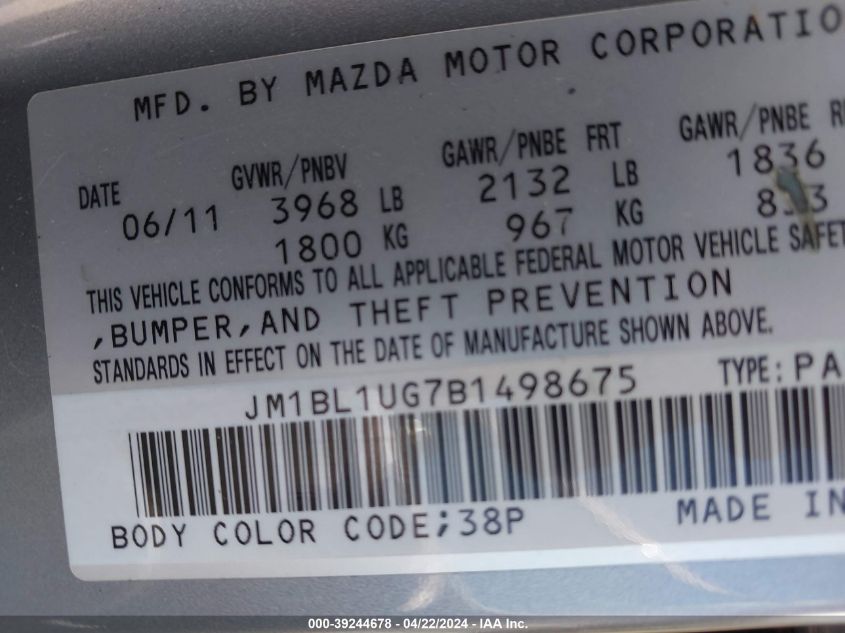 MFD. BY MAZDA MOTOR CORPORATIO
DATE GVWR/PNBV GAWR/PNBE FRT GAWR/PNBE R
06/11 3968 LB 2132 LB 1836
1800 KG 967 KG
THIS VEHICLE CONFORMS TO ALL APPLICABLE FEDERAL MOTOR VEHICLE SAFET
,BUMPER,AND THEFT PREVENTION
STANDARDS IN EFFECT ON THE DATE OF MANUFACTURE SHOWN ABOVE.
JM1BL1UG7B1498675 TYPE:PA
BODY COLOR CODE;38P MADE IN
000-39244678 - 04/22/2024 - IAA Inc.